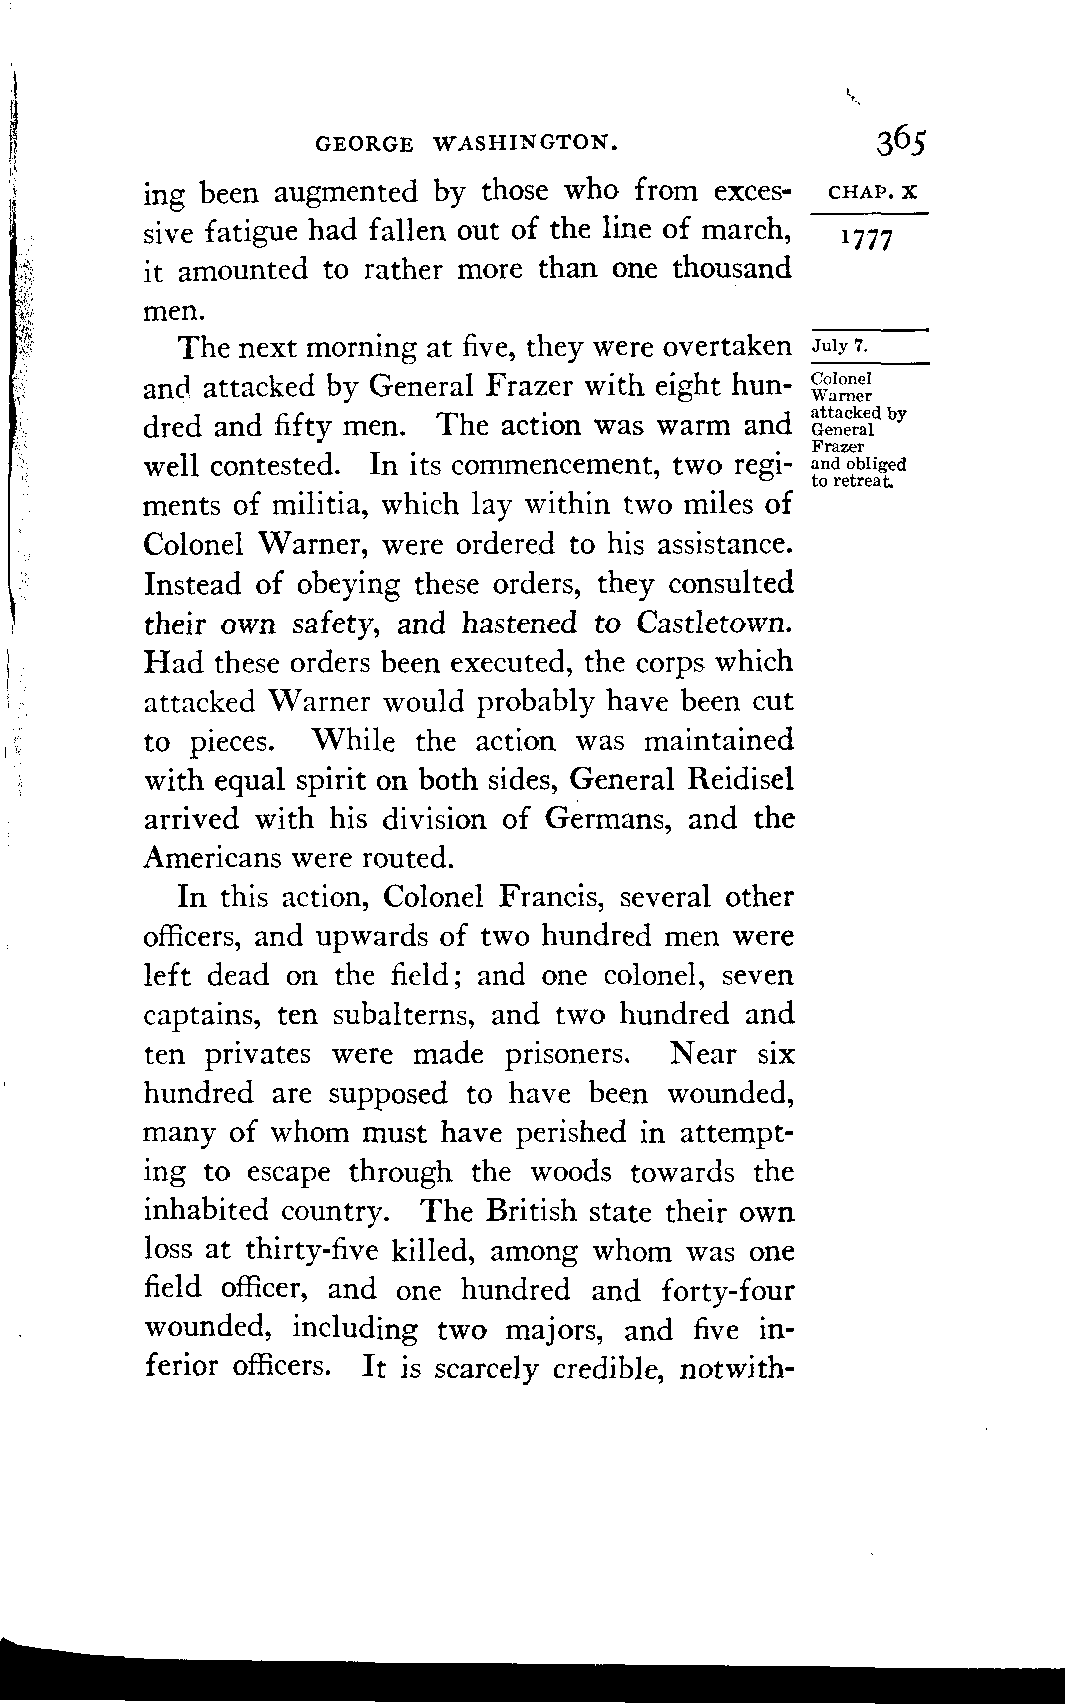 GEORGE WASHINGTON. 365
ing been augmented by those who from exces- CHAP. X
sive fatigue had fallen out of the line of march, 1777
it amounted to rather more than one thousand
men.
The next morning at five, they were overtaken July 7.
and attacked by General Frazer with eight hun-
dred and fifty men. The action was warm and
well contested. In its commencement, two regi-
ments of militia, which lay within two miles of
Colonel Warner, were ordered to his assistance.
Instead of obeying these orders, they consulted
their own safety, and hastened to Castletown.
Had these orders been executed, the corps which
attacked Warner would probably have been cut
to pieces. While the action was maintained
with equal spirit on both sides, General Reidisel
arrived with his division of Germans, and the
Americans were routed.
Colonel
Warner
attacked by
General
Frazer
and obliged
to retreat.
In this action, Colonel Francis, several other
officers, and upwards of two hundred men were
left dead on the field; and one colonel, seven
captains, ten subalterns, and two hundred and
ten privates were made prisoners. Near six
hundred are supposed to have been wounded,
many of whom must have perished in attempt-
ing to escape through the woods towards the
inhabited country. The British state their own
loss at thirty-five killed, among whom was one
field officer, and one hundred and forty-four
wounded, including two majors, and five in-
ferior officers. It is scarcely credible, notwith-